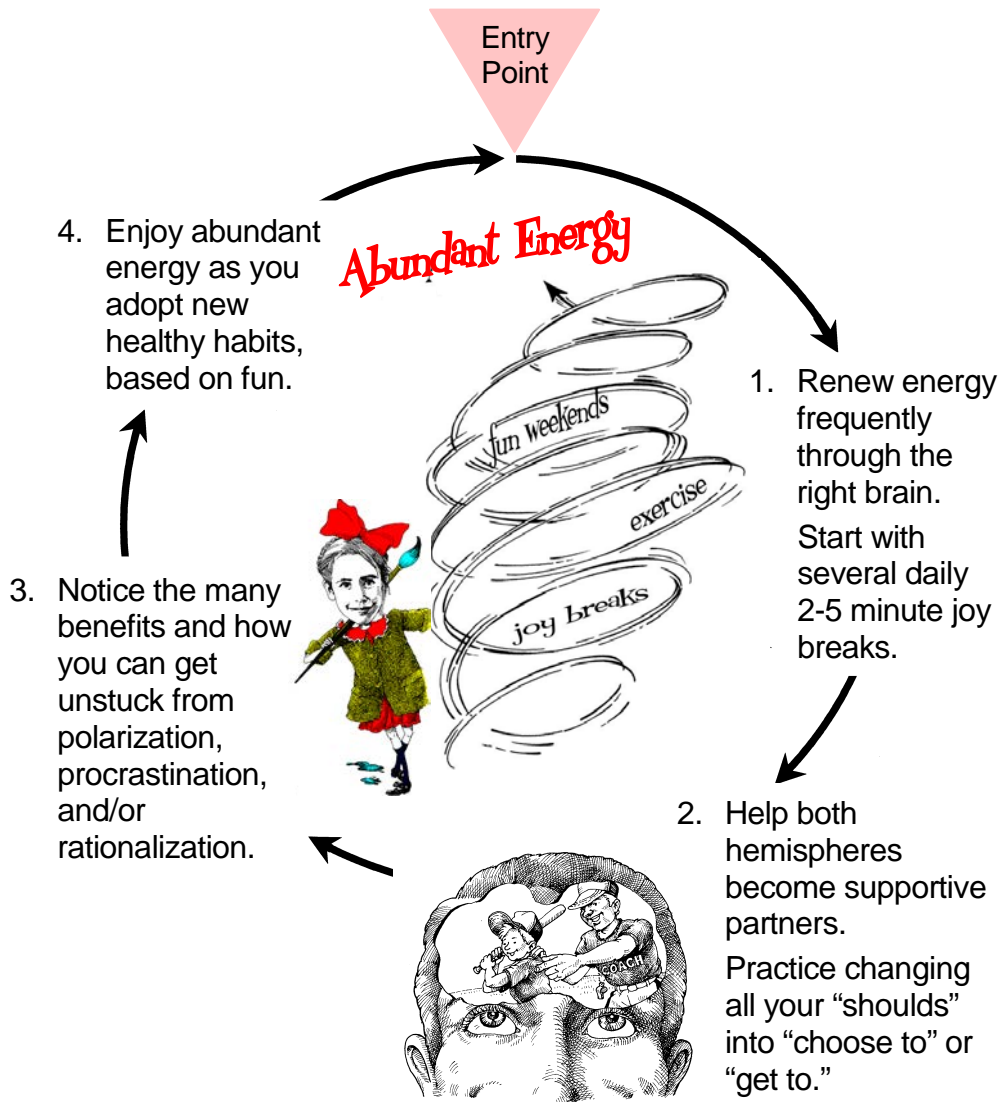 Entry
Point
Abundant Energy
1. Renew energy
frequently
through the
right brain.
Start with
several daily
2-5 minute joy
breaks.
2. Help both
hemispheres
become supportive
partners.
Practice changing
all your “shoulds”
into “choose to” or
“get to.”
3. Notice the many
benefits and how
you can get
unstuck from
polarization,
procrastination,
and/or
rationalization.
4. Enjoy abundant
energy as you
adopt new
healthy habits,
based on fun.
fun weekends
exercise
joy breaks
COACH